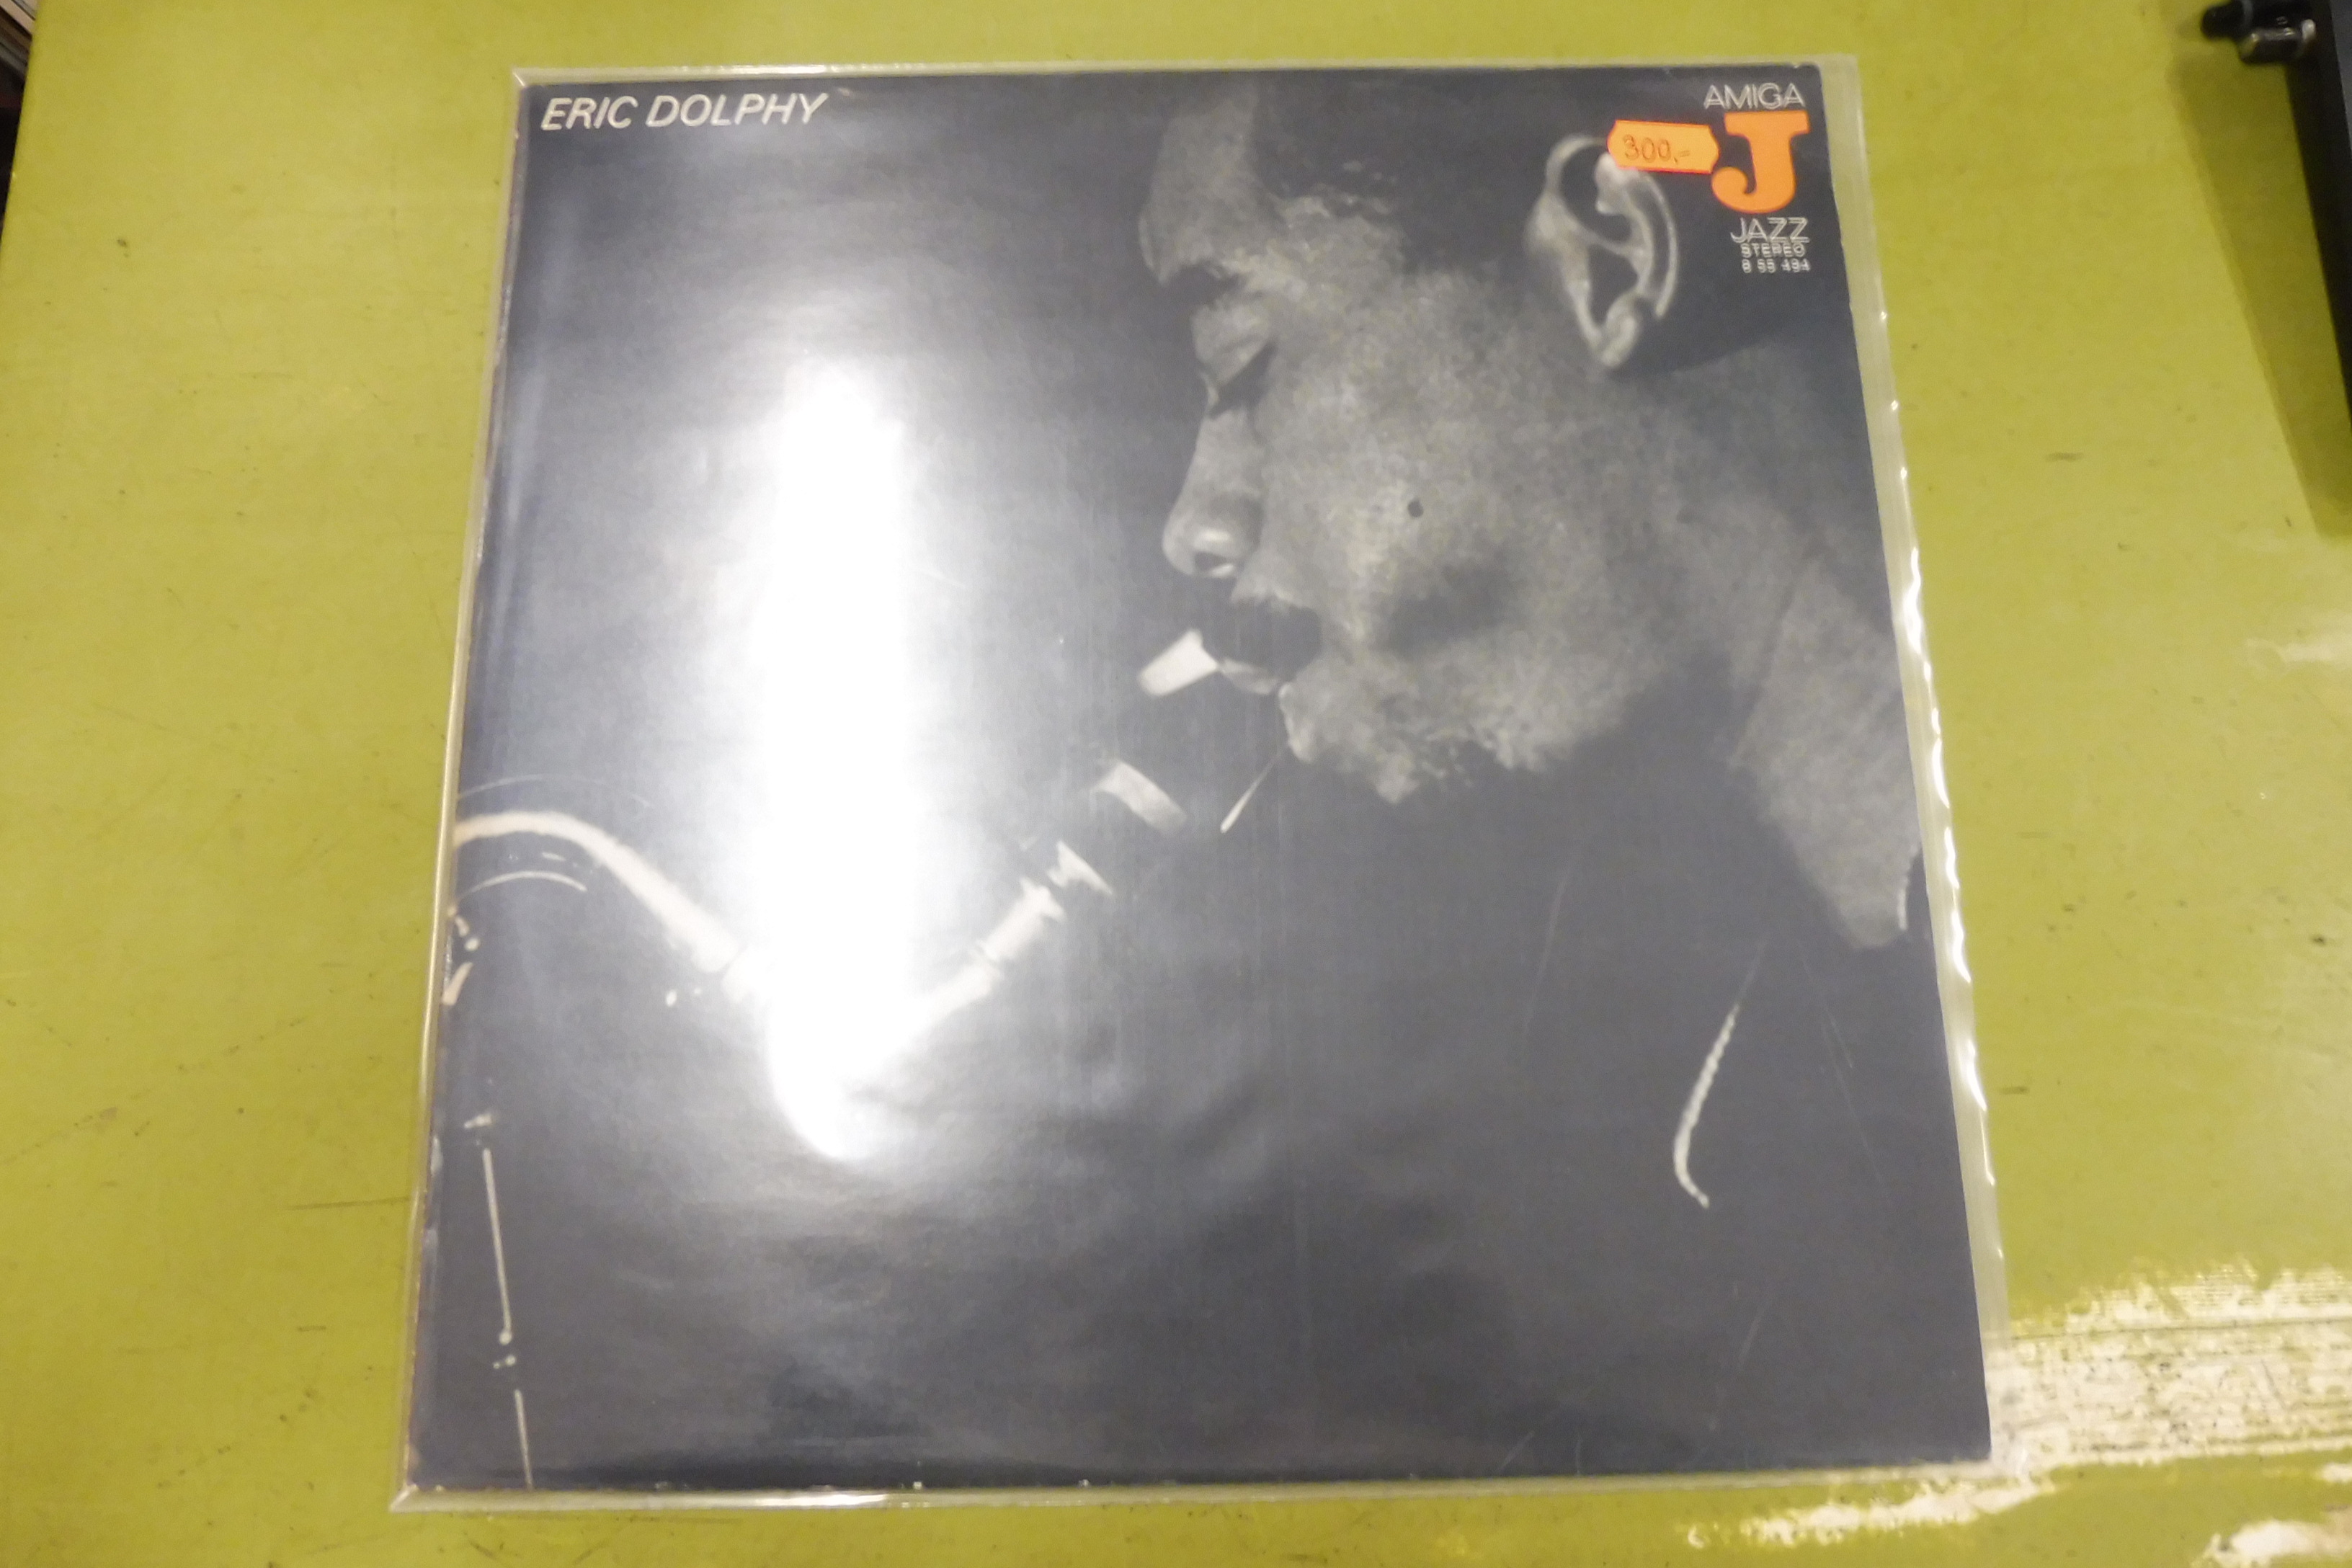 ERIC DOLPHY
AMIGA
300,-
J
JAZZ
STEREO
8 55 494